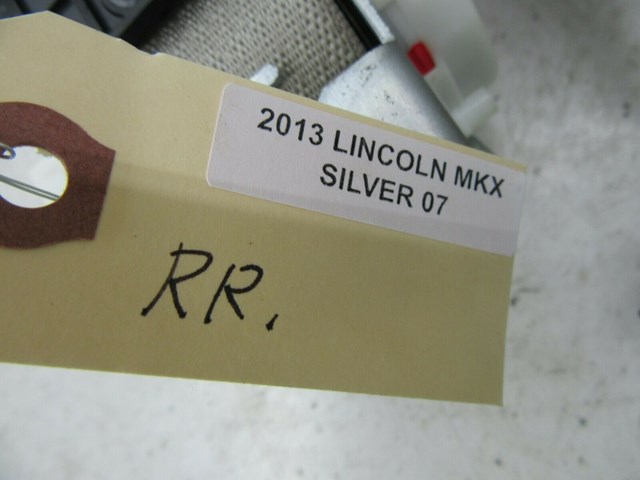 2013 LINCOLN MKX
SILVER 07
RR.